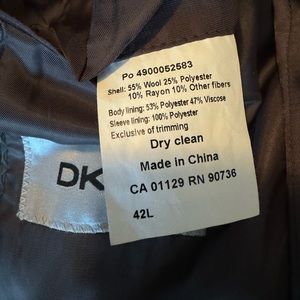 Po 4900052583
Shell: 55% Wool 25% Polyester
10% Rayon 10% Other fibers
Body lining: 53% Polyester 47% Viscose
Sleeve lining: 100% Polyester
Exclusive of trimming
Dry clean
Made in China
CA 01129 RN 90736
42L
DK